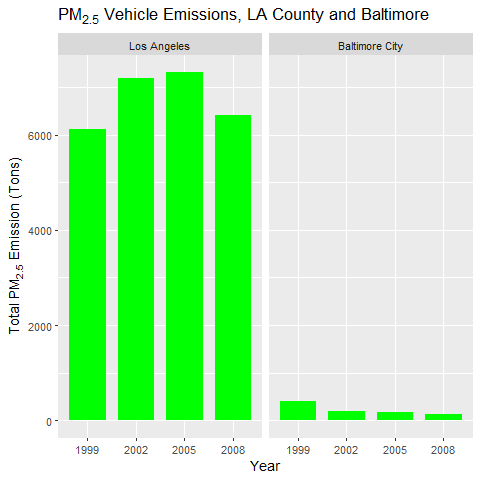 PM2.5 Vehicle Emissions, LA County and Baltimore
Los Angeles
Baltimore City
Total PM2.5 Emission (Tons)
6000
4000
2000
0
1999 2002 2005 2008
1999 2002 2005 2008
Year